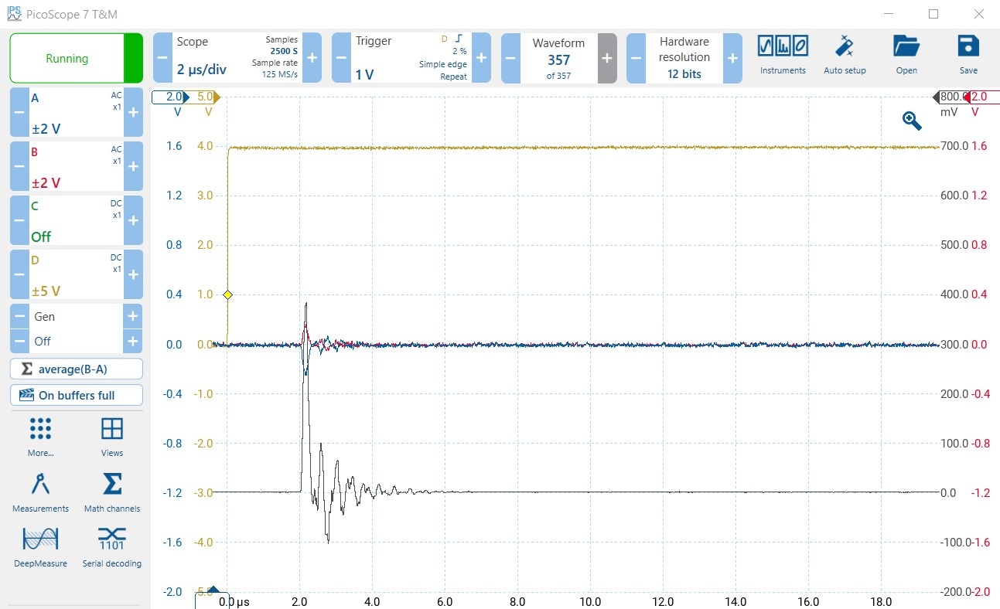 PS
PicoScope 7 T&M
Running
Scope
2 µs/div
Samples
2500 S
Sample rate
125 MS/s
Trigger
1 V
D
2 %
Simple edge
Repeat
Waveform
357
of 357
Hardware
resolution
12 bits
Instruments
Auto setup
Open
Save
A
AC
x1
±2 V
B
AC
x1
±2 V
C
DC
x1
Off
D
DC
x1
±5 V
Gen
Off
Σ average(B-A)
On buffers full
More...
Views
Measurements
Math channels
DeepMeasure
1101
Serial decoding
2.0 5.0 800.0 2.0
V V mV V
1.6 4.0 700.0 1.6
1.2 3.0 600.0 1.2
0.8 2.0 500.0 0.8
0.4 1.0 400.0 0.4
0.0 0.0 300.0 0.0
-0.4 -1.0 200.0 -0.4
-0.8 -2.0 100.0 -0.8
-1.2 -3.0 0.0 -1.2
-1.6 -4.0 -100.0 -1.6
-2.0 -5.0 -200.0 -2.0
0.0 µs 2.0 4.0 6.0 8.0 10.0 12.0 14.0 16.0 18.0